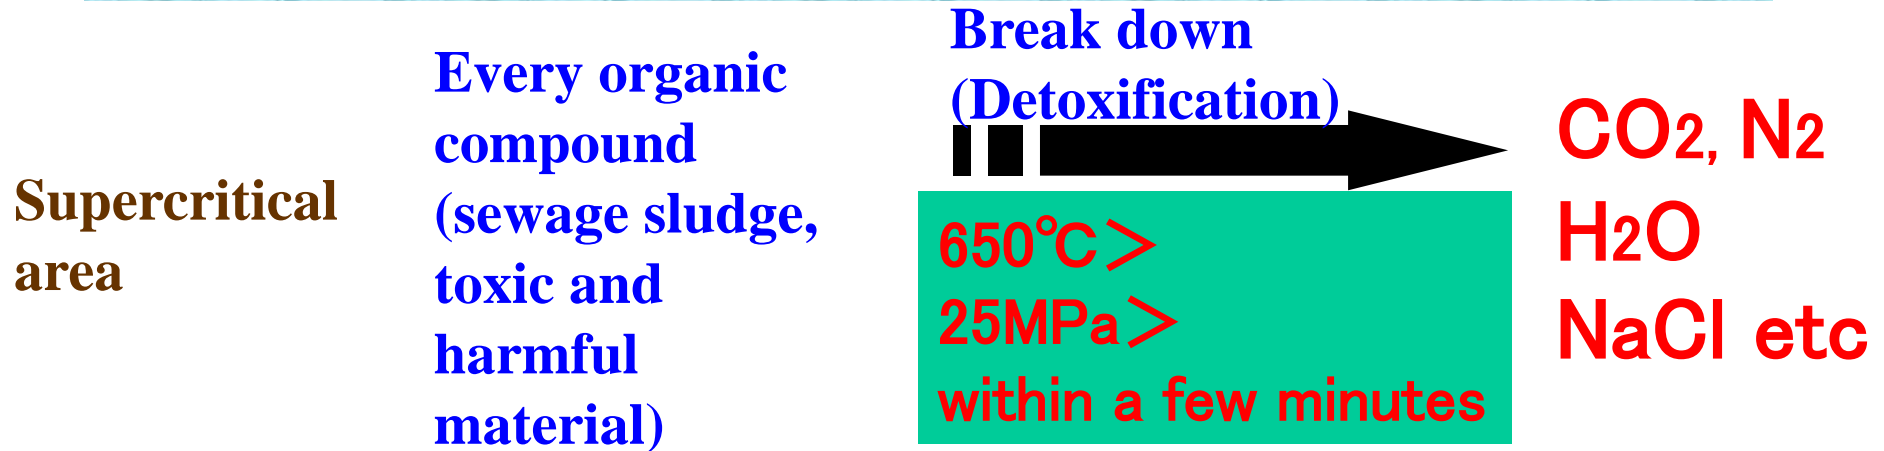 Supercritical
area
Every organic
compound
(sewage sludge,
toxic and
harmful
material)
Break down
(Detoxification)
650℃＞
25MPa＞
within a few minutes
CO2, N2
H2O
NaCl etc